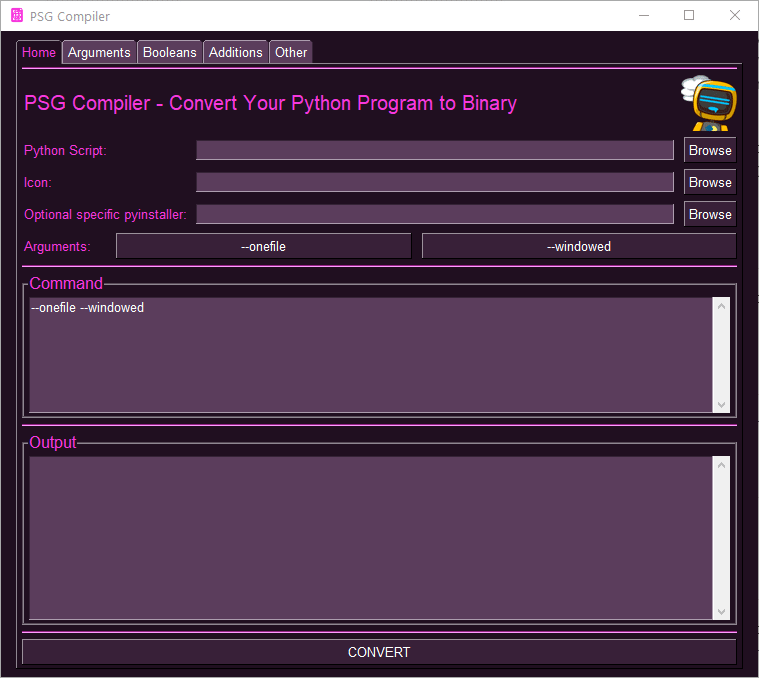 PSG Compiler
Home Arguments Booleans Additions Other
PSG Compiler - Convert Your Python Program to Binary
Python Script: Browse
Icon: Browse
Optional specific pyinstaller: Browse
Arguments: --onefile --windowed
Command
--onefile --windowed
Output
CONVERT